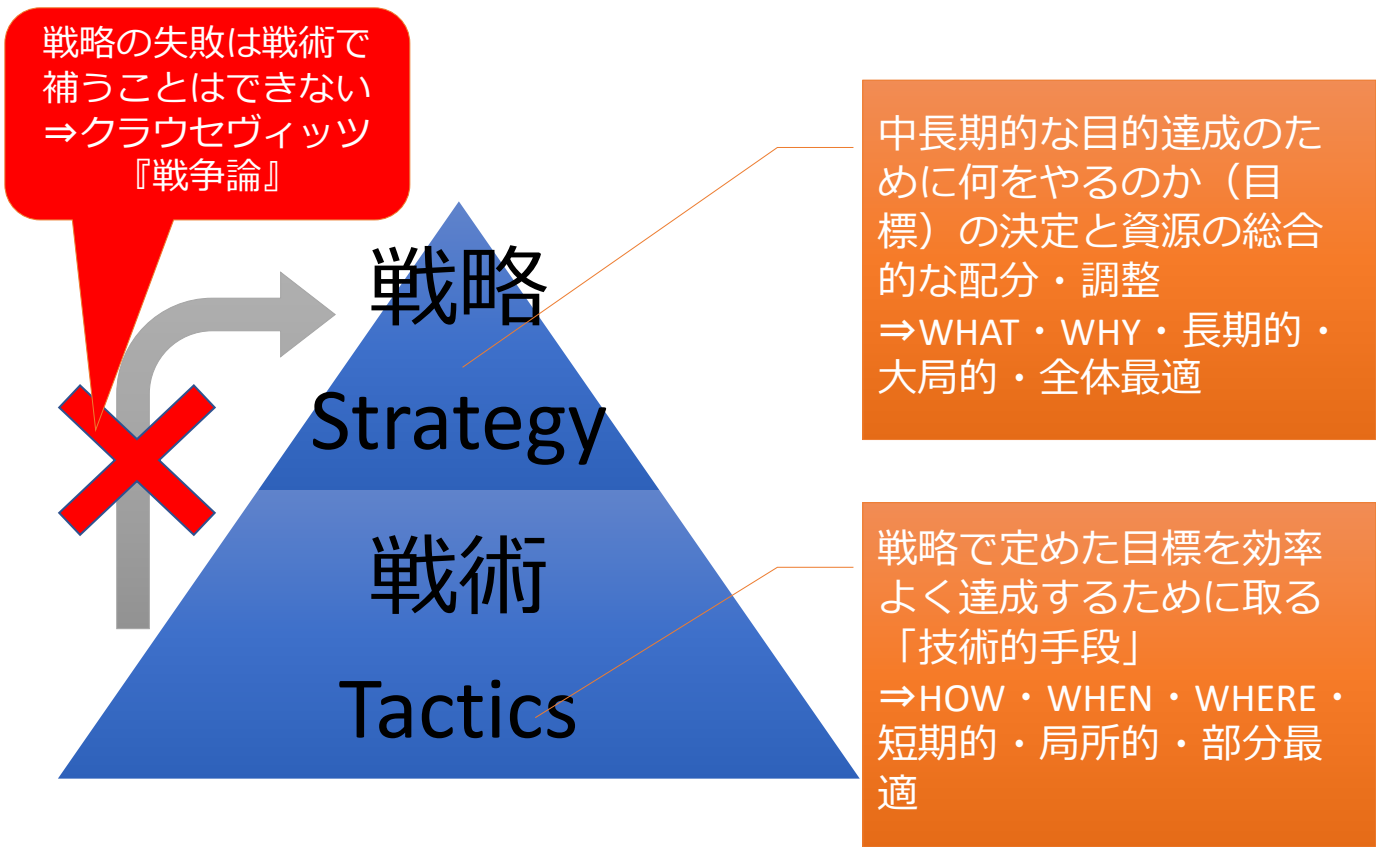 戦略の失敗は戦術で
補うことはできない
⇒クラウセヴィッツ
『戦争論』
戦略
Strategy
戦術
Tactics
中長期的な目的達成のた
めに何をやるのか（目
標）の決定と資源の総合
的な配分・調整
⇒WHAT・WHY・長期的・
大局的・全体最適
戦略で定めた目標を効率
よく達成するために取る
「技術的手段」
⇒HOW・WHEN・WHERE・
短期的・局所的・部分最
適